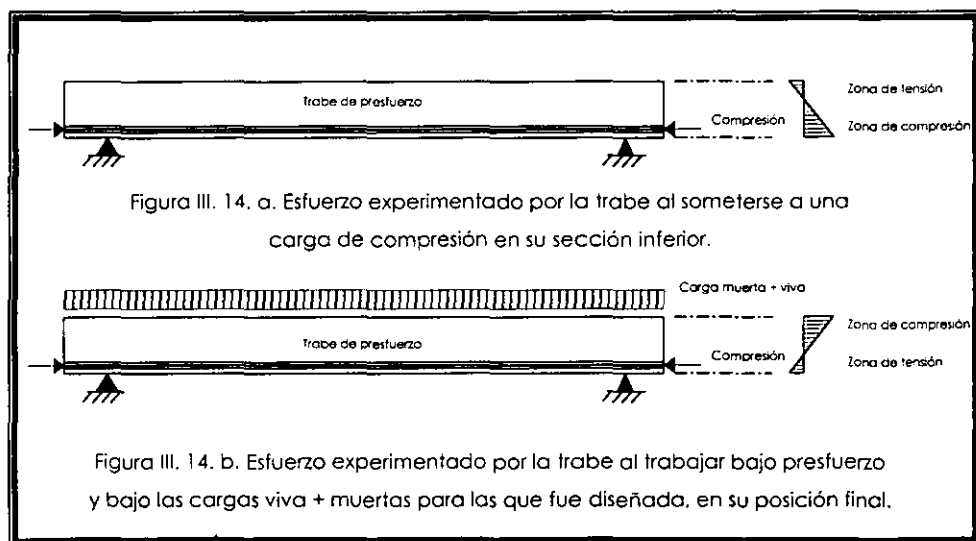 Trabe de presfuerzo
Compresión
Zona de tensión
Zona de compresión
Figura III. 14. a. Esfuerzo experimentado por la trabe al someterse a una
carga de compresión en su sección inferior.
Carga muerta + viva
Trabe de presfuerzo
Compresión
Zona de compresión
Zona de tensión
Figura III. 14. b. Esfuerzo experimentado por la trabe al trabajar bajo presfuerzo
y bajo las cargas viva + muertas para las que fue diseñada, en su posición final.